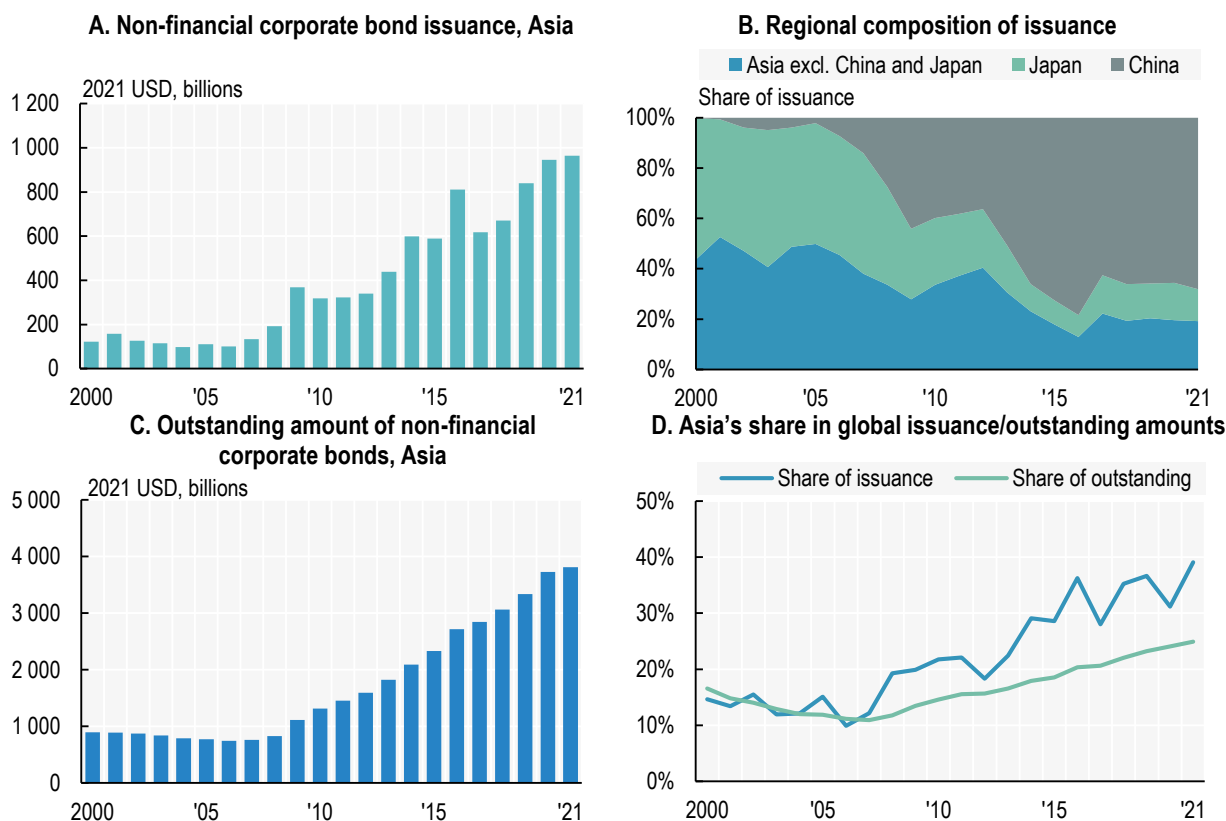 A. Non-financial corporate bond issuance, Asia
2021 USD, billions
1 200
1 000
800
600
400
200
0
2000 '05 '10 '15 '21
B. Regional composition of issuance
Asia excl. China and Japan Japan China
Share of issuance
100%
80%
60%
40%
20%
0%
2000 '05 '10 '15 '21
C. Outstanding amount of non-financial
corporate bonds, Asia
2021 USD, billions
5 000
4 000
3 000
2 000
1 000
0
2000 '05 '10 '15 '21
D. Asia’s share in global issuance/outstanding amounts
Share of issuance Share of outstanding
50%
40%
30%
20%
10%
0%
2000 '05 '10 '15 '21